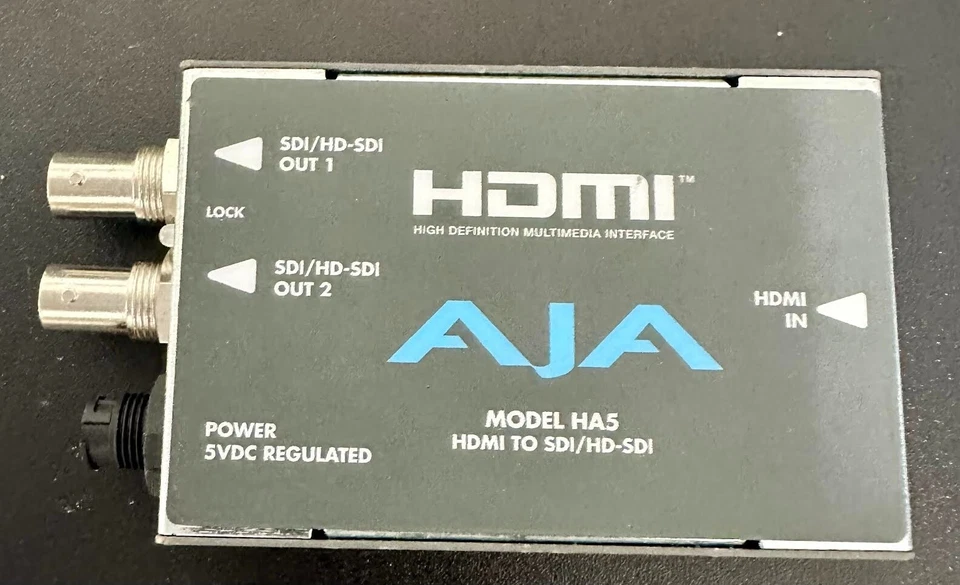 SDI/HD-SDI
OUT 1
LOCK
SDI/HD-SDI
OUT 2
HDMI™
HIGH DEFINITION MULTIMEDIA INTERFACE
HDMI
IN
AJA
MODEL HA5
HDMI TO SDI/HD-SDI
POWER
5VDC REGULATED